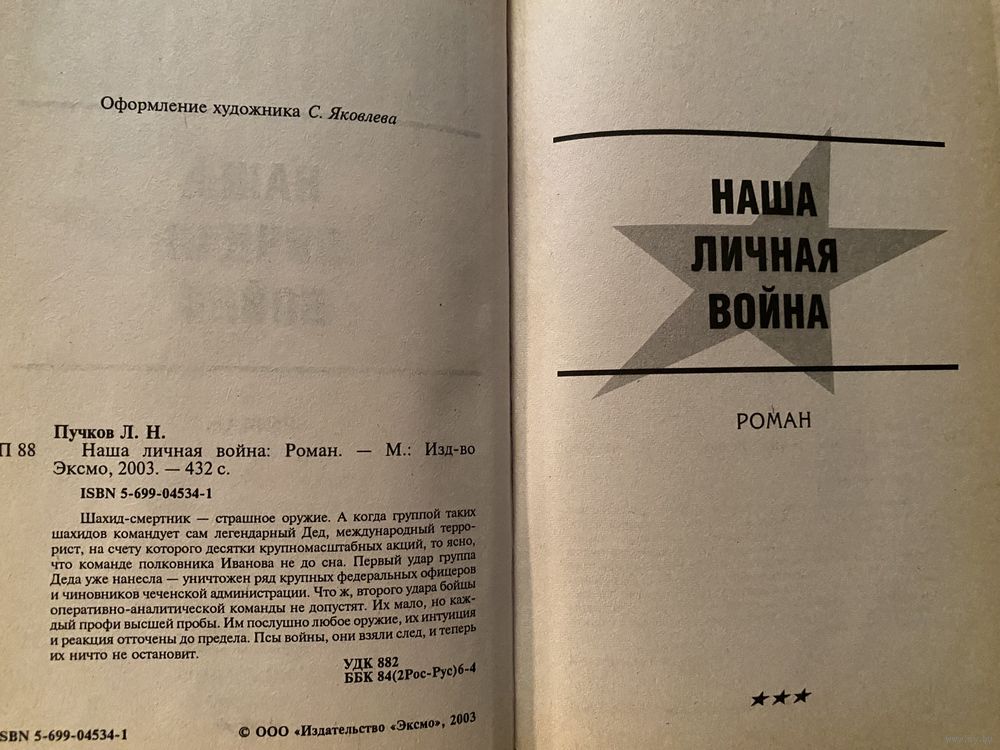 Оформление художника С. Яковлева
Пучков Л. Н.
П 88 Наша личная война: Роман. — М.: Изд-во
Эксмо, 2003. — 432 с.
ISBN 5-699-04534-1
Шахид-смертник — страшное оружие. А когда группой таких
шахидов командует сам легендарный Дед, международный терро-
рист, на счету которого десятки крупномасштабных акций, то ясно,
что команде полковника Иванова не до сна. Первый удар группа
Деда уже нанесла — уничтожен ряд крупных федеральных офицеров
и чиновников чеченской администрации. Что ж, второго удара бойцы
оперативно-аналитической команды не допустят. Их мало, но каж-
дый профи высшей пробы. Им послушно любое оружие, их интуиция
и реакция отточены до предела. Псы войны, они взяли след, и теперь
их ничто не остановит.
УДК 882
ББК 84(2Рос-Рус)6-4
ISBN 5-699-04534-1
© ООО «Издательство «Эксмо», 2003
НАША
ЛИЧНАЯ
ВОЙНА
РОМАН